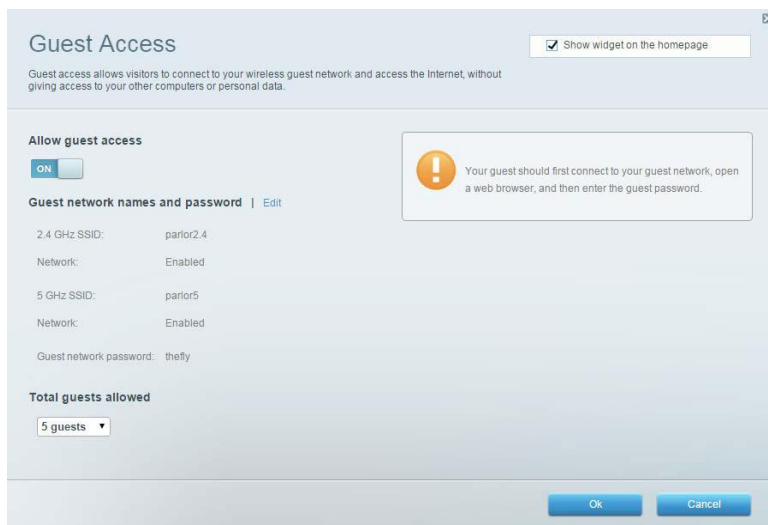 Guest Access
Show widget on the homepage
Guest access allows visitors to connect to your wireless guest network and access the Internet, without
giving access to your other computers or personal data.
Allow guest access
ON
Your guest should first connect to your guest network, open
a web browser, and then enter the guest password.
Guest network names and password | Edit
2.4 GHz SSID: parlor2.4
Network: Enabled
5 GHz SSID: parlor5
Network: Enabled
Guest network password: thefly
Total guests allowed
5 guests
Ok Cancel